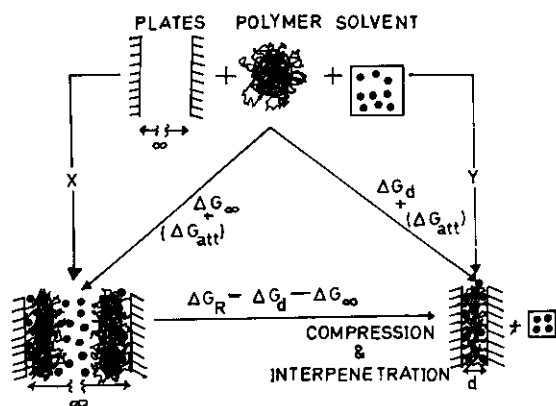 PLATES POLYMER SOLVENT
+ +
∞
X
Y
ΔG∞
+
(ΔGatt)
ΔGd
+
(ΔGatt)
ΔGR - ΔGd - ΔG∞
COMPRESSION
&
INTERPENETRATION
+
d
∞